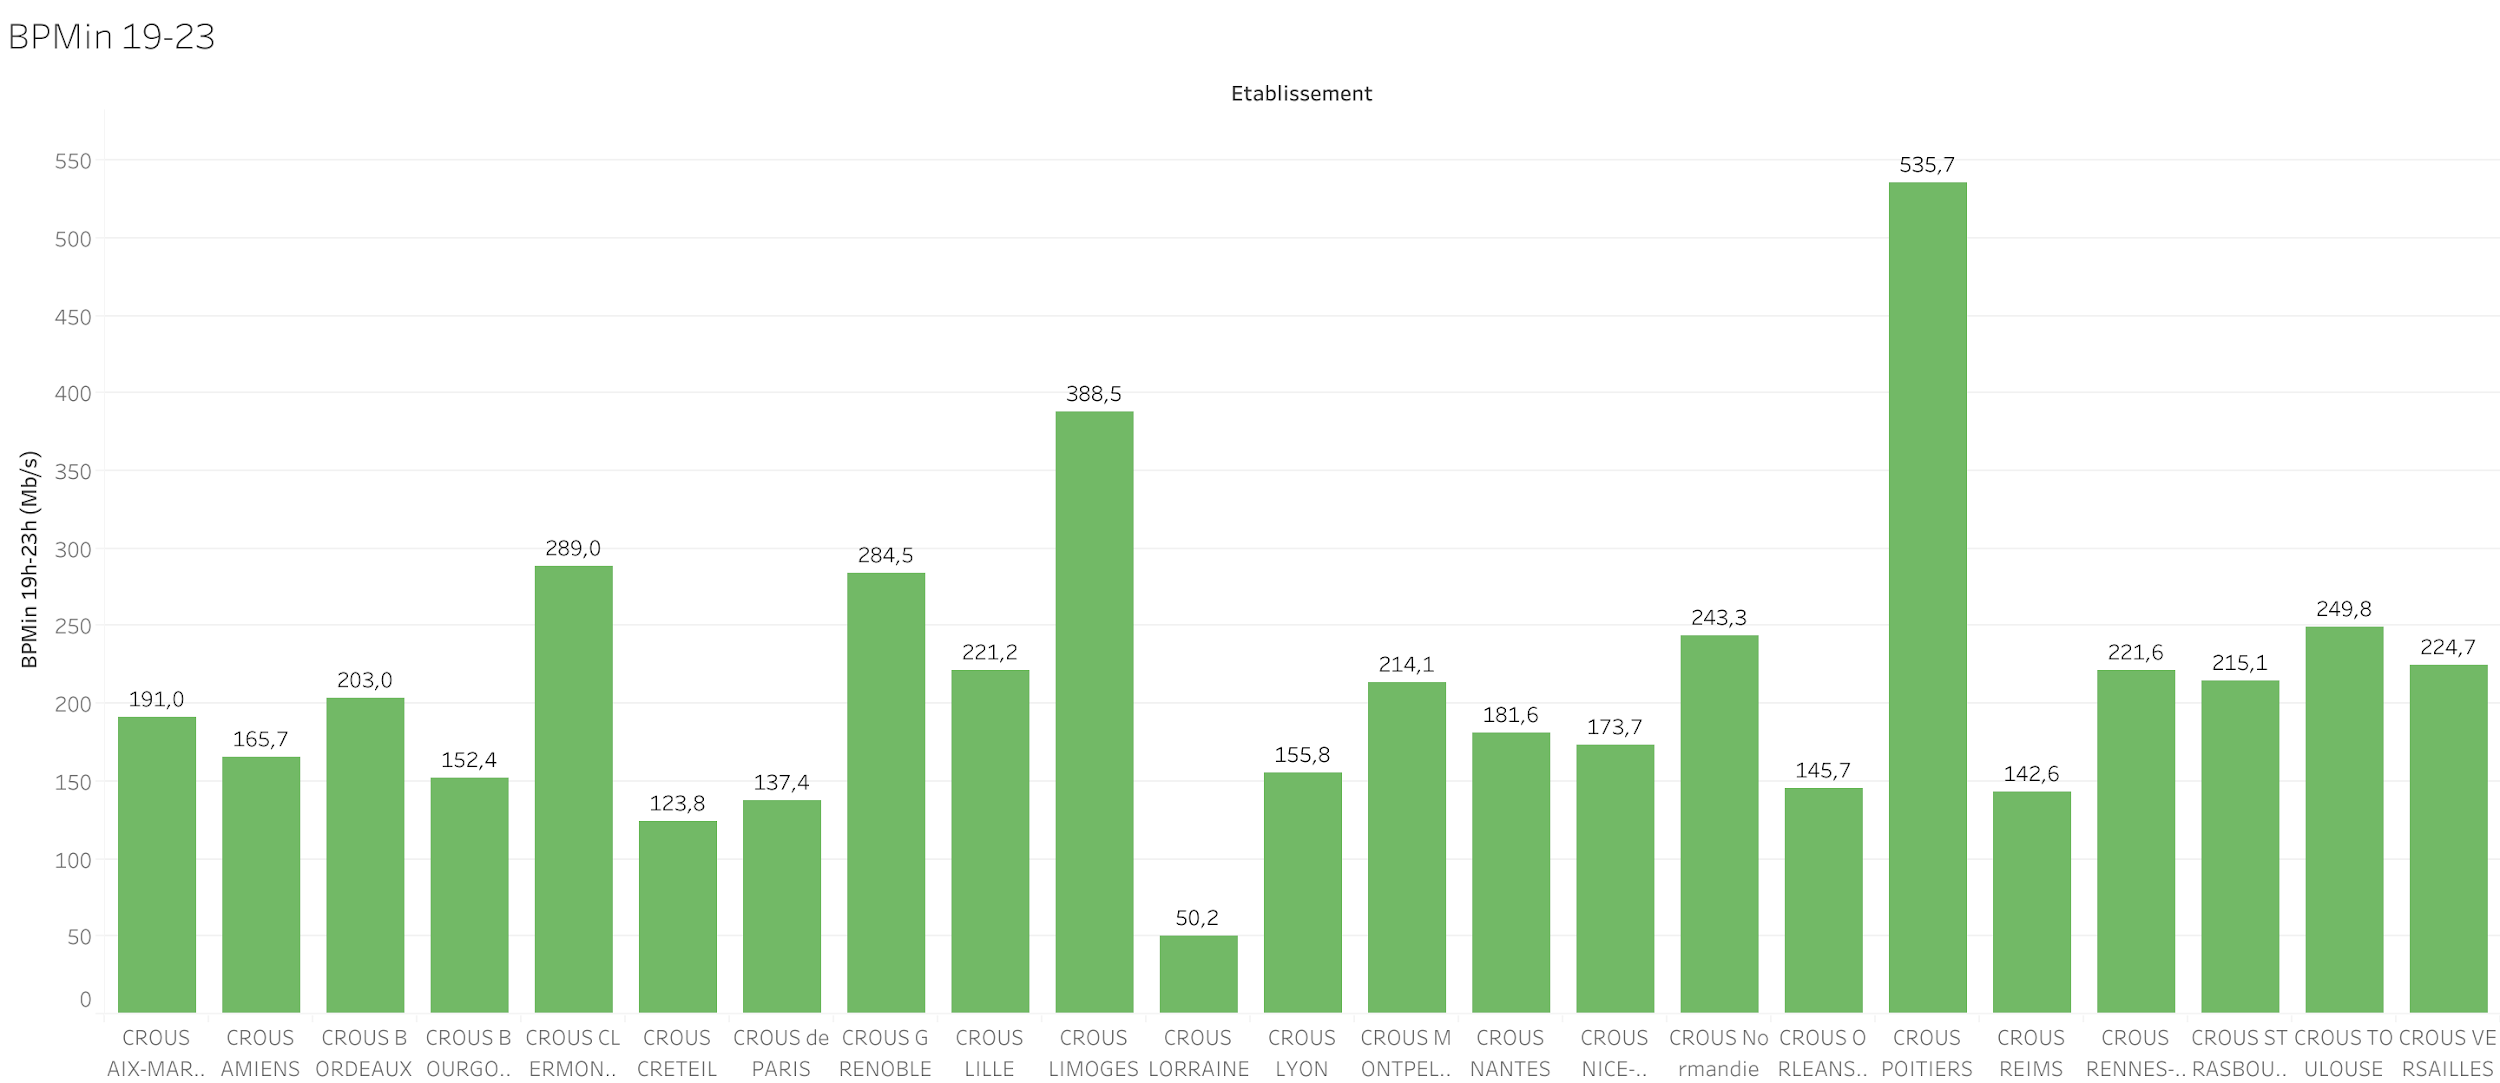 BPMin 19-23
Etablissement
BPMin 19h-23h (Mb/s)
550
500
450
400
350
300
250
200
150
100
50
0
191,0
165,7
203,0
152,4
289,0
123,8
137,4
284,5
221,2
388,5
50,2
155,8
214,1
181,6
173,7
243,3
145,7
535,7
142,6
221,6
215,1
249,8
224,7
CROUS
AIX-MAR..
CROUS
AMIENS
CROUS B
ORDEAUX
CROUS B
OURGO..
CROUS CL
ERMON..
CROUS
CRETEIL
CROUS de
PARIS
CROUS G
RENOBLE
CROUS
LILLE
CROUS
LIMOGES
CROUS
LORRAINE
CROUS
LYON
CROUS M
ONTPEL..
CROUS
NANTES
CROUS
NICE-..
CROUS No
rmandie
CROUS O
RLEANS..
CROUS
POITIERS
CROUS
REIMS
CROUS
RENNES-..
CROUS ST
RASBOU..
CROUS TO
ULOUSE
CROUS VE
RSAILLES